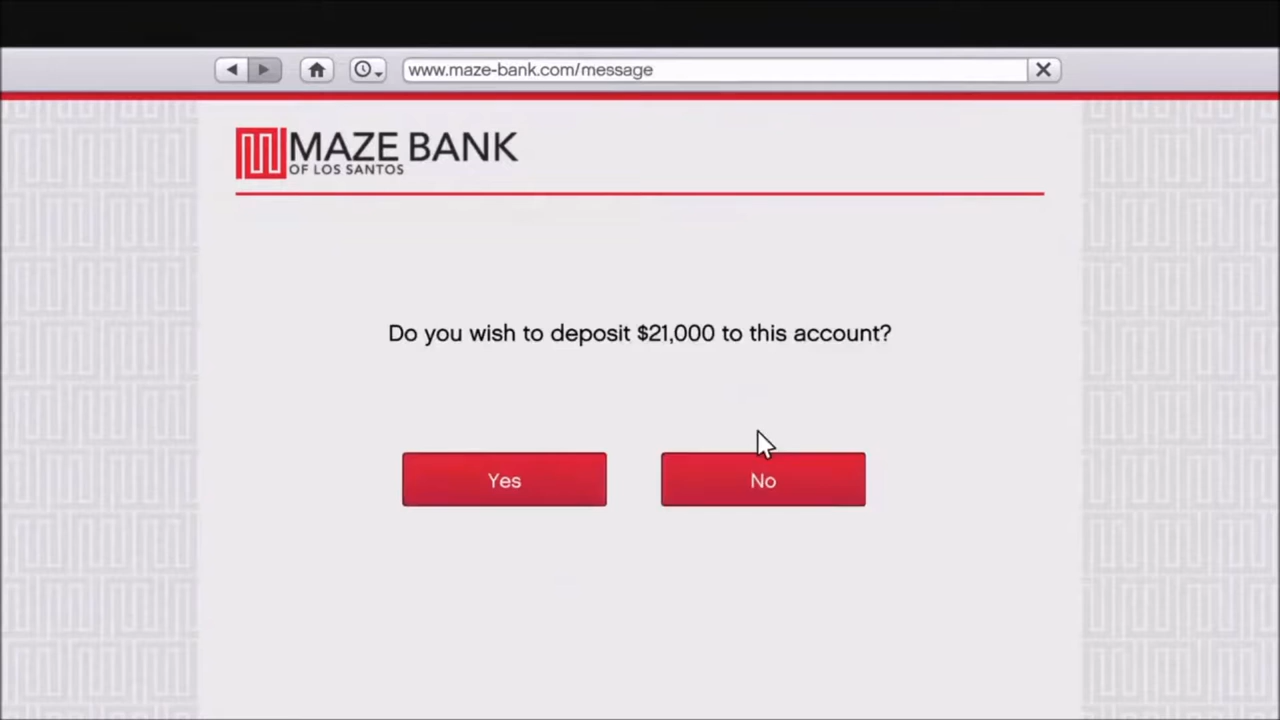 www.maze-bank.com/message
MAZE BANK
OF LOS SANTOS
Do you wish to deposit $21,000 to this account?
Yes
No